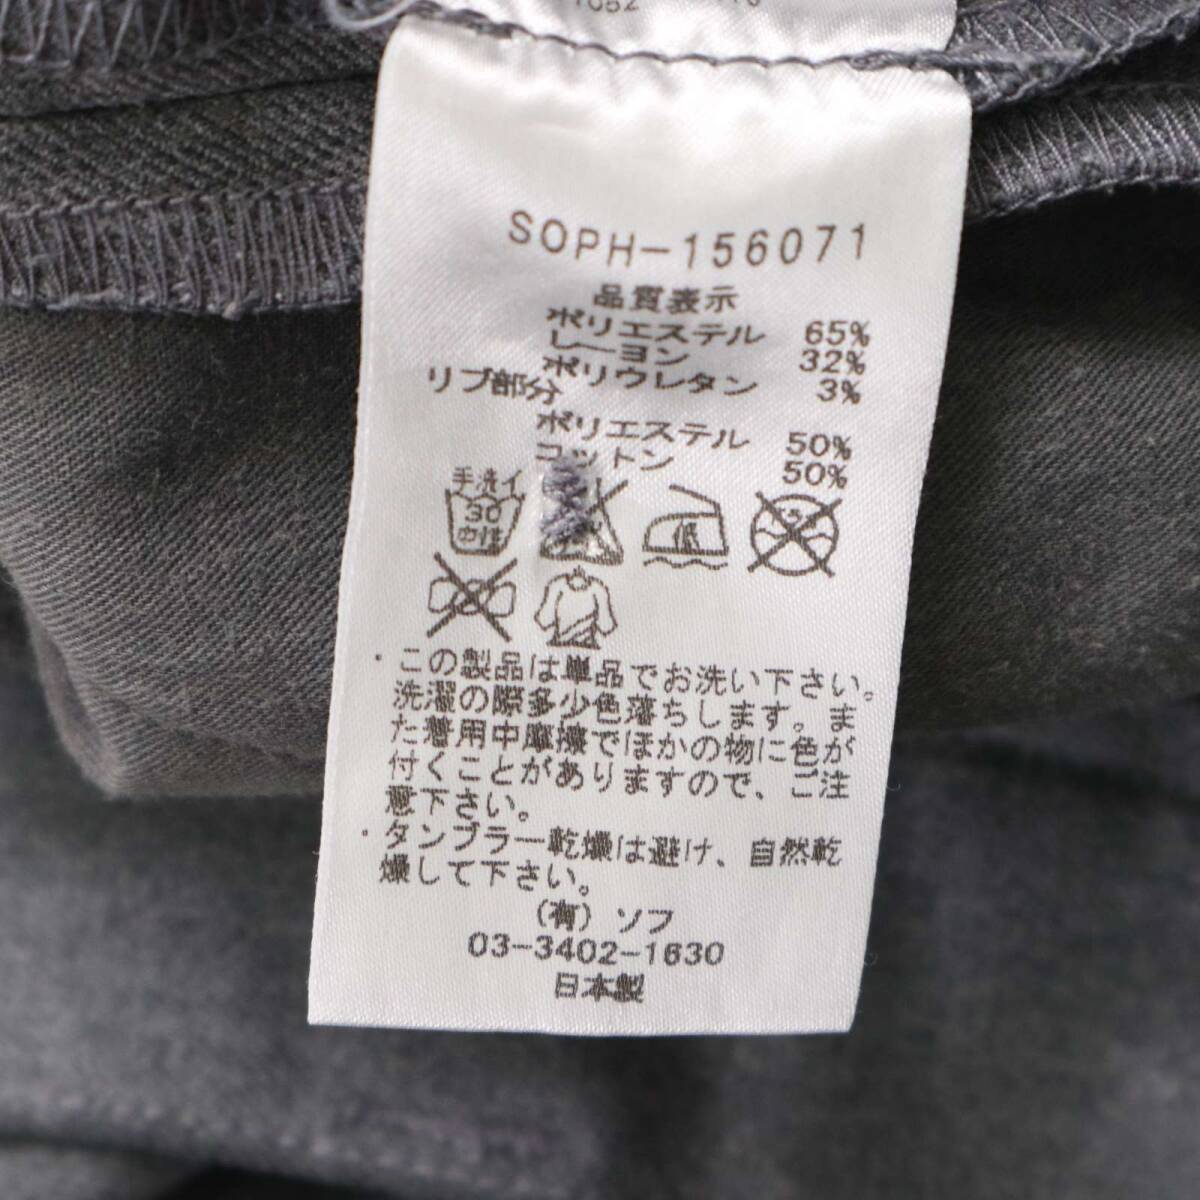 SOPH-156071
品質表示
ポリエステル 65%
レーヨン 32%
ポリウレタン 3%
リブ部分
ポリエステル 50%
コットン 50%
手洗イ
30
中性
低
・この製品は単品でお洗い下さい。
洗濯の際多少色落ちします。ま
た着用中摩擦でほかの物に色が
付くことがありますので、ご注
意下さい。
・タンブラー乾燥は避け、自然乾
燥して下さい。
(有)ソフ
03-3402-1630
日本製